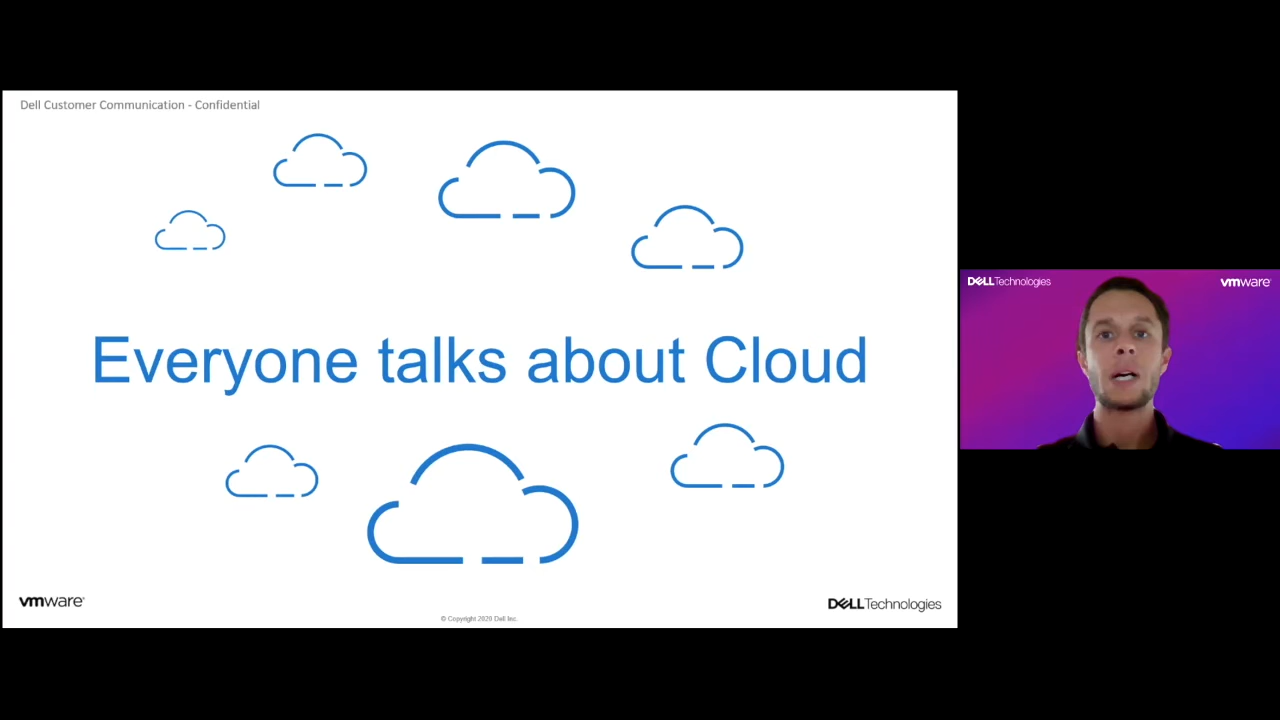 Dell Customer Communication - Confidential
Everyone talks about Cloud
vmware®
© Copyright 2020 Dell Inc.
DELL Technologies
DELL Technologies
vmware®